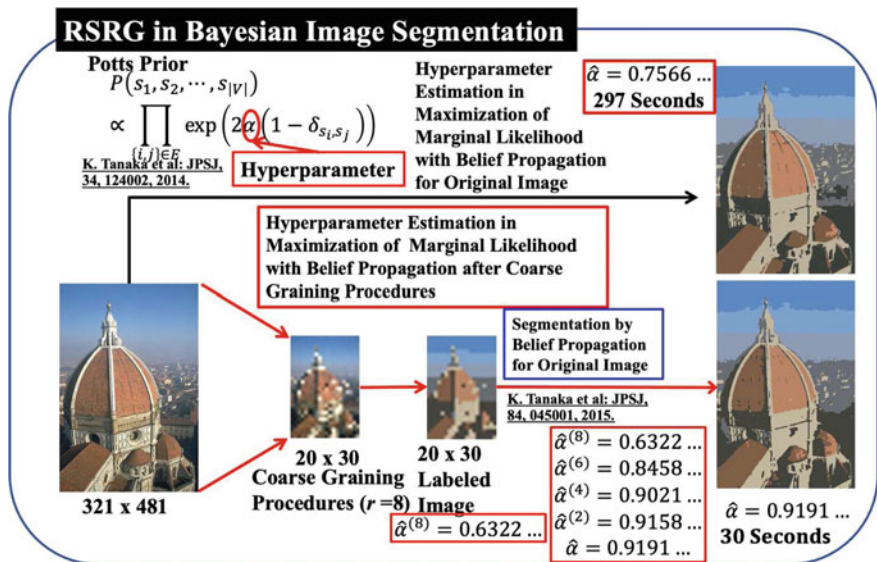 RSRG in Bayesian Image Segmentation
Potts Prior
P(s₁, s₂, ⋯, s|V|)
∝ ∏{i,j}∈E exp(2α(1 − δsᵢ,sⱼ))
K. Tanaka et al: JPSJ,
34, 124002, 2014.
Hyperparameter
Hyperparameter
Estimation in
Maximization of
Marginal Likelihood
with Belief Propagation
for Original Image
α̂ = 0.7566 ...
297 Seconds
Hyperparameter Estimation in
Maximization of Marginal Likelihood
with Belief Propagation after Coarse
Graining Procedures
321 x 481
20 x 30
Coarse Graining
Procedures (r =8)
20 x 30
Labeled
Image
α̂⁽⁸⁾ = 0.6322 ...
Segmentation by
Belief Propagation
for Original Image
K. Tanaka et al: JPSJ,
84, 045001, 2015.
α̂⁽⁸⁾ = 0.6322 ...
α̂⁽⁶⁾ = 0.8458 ...
α̂⁽⁴⁾ = 0.9021 ...
α̂⁽²⁾ = 0.9158 ...
α̂ = 0.9191 ...
α̂ = 0.9191 ...
30 Seconds